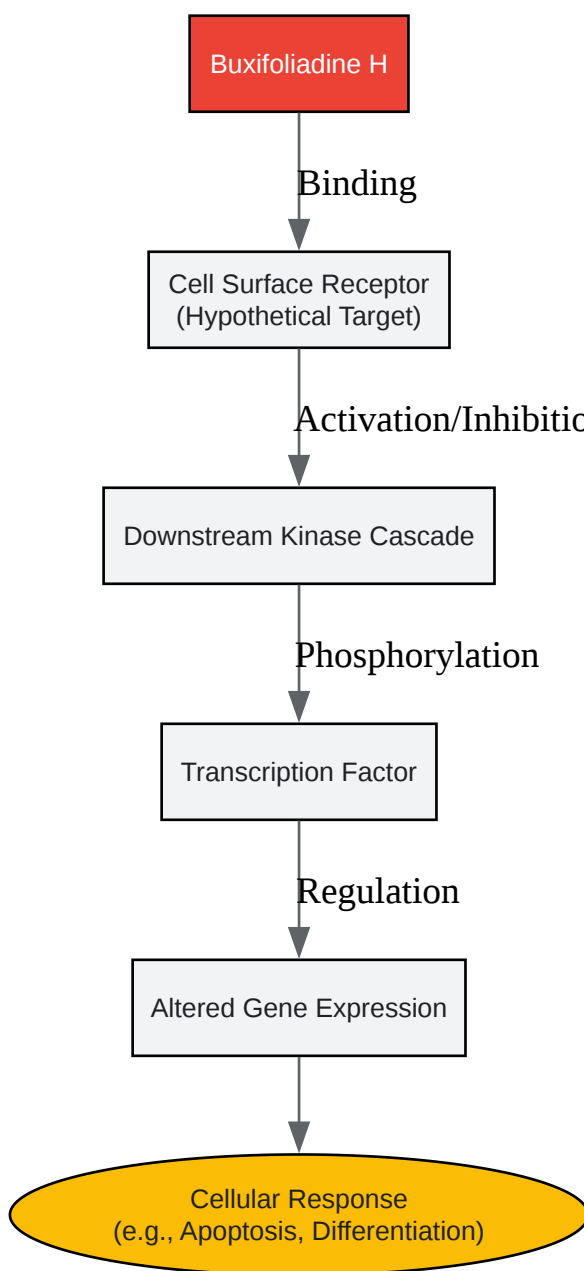 Buxifoliadine H
Binding
Cell Surface Receptor
(Hypothetical Target)
Activation/Inhibitio
Downstream Kinase Cascade
Phosphorylation
Transcription Factor
Regulation
Altered Gene Expression
Cellular Response
(e.g., Apoptosis, Differentiation)